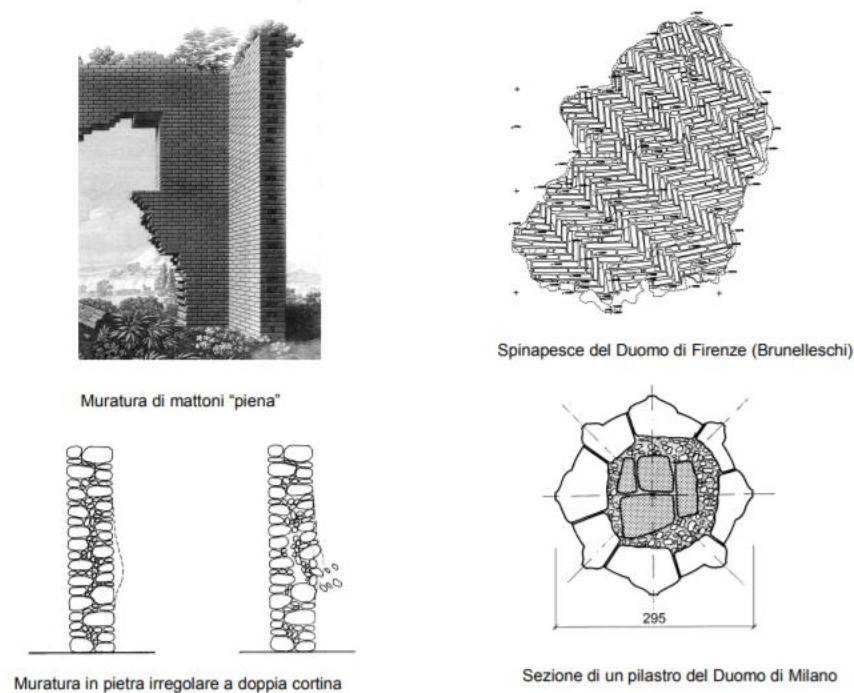 Muratura di mattoni “piena”
Spinapesce del Duomo di Firenze (Brunelleschi)
Muratura in pietra irregolare a doppia cortina
295
Sezione di un pilastro del Duomo di Milano